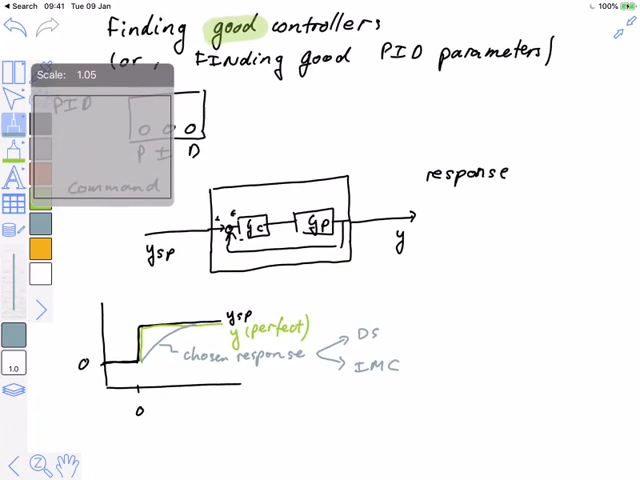 Search 09:41 Tue 09 Jan 100%
Finding good controllers
(or, Finding good PID parameters)
Scale: 1.05
PID
P I D
command
response
+ e
-
gc
gp
ysp
y
ysp
y (perfect)
chosen response
DS
IMC
0
0
1.0